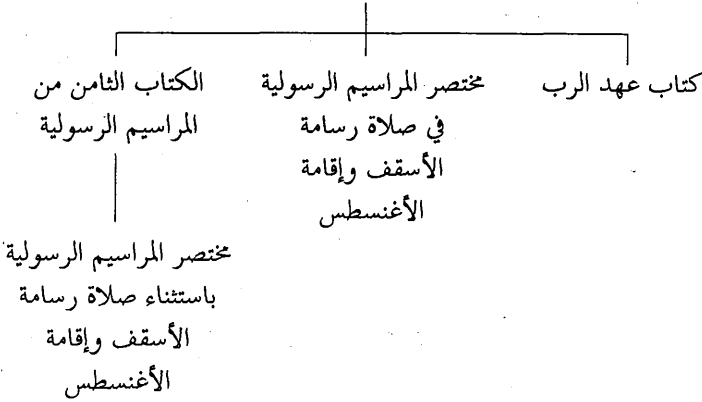 كتاب عهد الرب
مختصر المراسيم الرسولية
في صلاة رسامة
الأسقف وإقامة
الأغنسطس
الكتاب الثامن من
المراسيم الرسولية
مختصر المراسيم الرسولية
باستثناء صلاة رسامة
الأسقف وإقامة
الأغنسطس